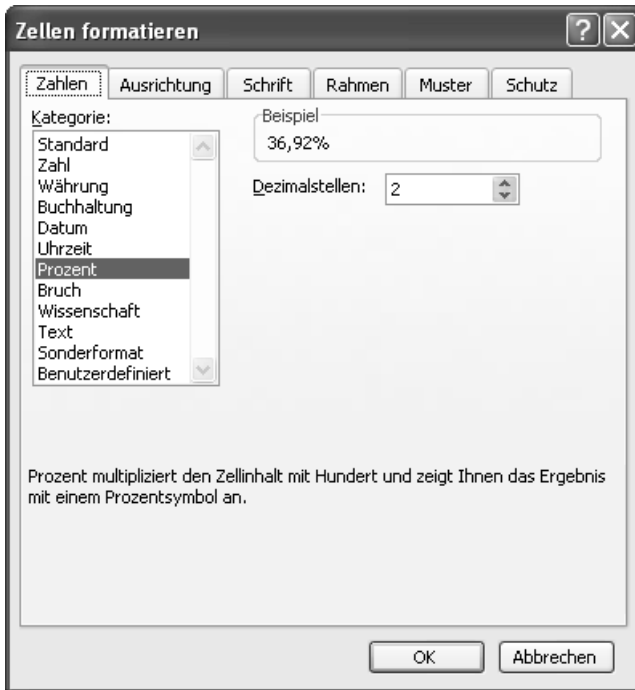 Zellen formatieren
Zahlen Ausrichtung Schrift Rahmen Muster Schutz
Kategorie:
Standard
Zahl
Währung
Buchhaltung
Datum
Uhrzeit
Prozent
Bruch
Wissenschaft
Text
Sonderformat
Benutzerdefiniert
Beispiel
36,92%
Dezimalstellen: 2
Prozent multipliziert den Zellinhalt mit Hundert und zeigt Ihnen das Ergebnis
mit einem Prozentsymbol an.
OK Abbrechen